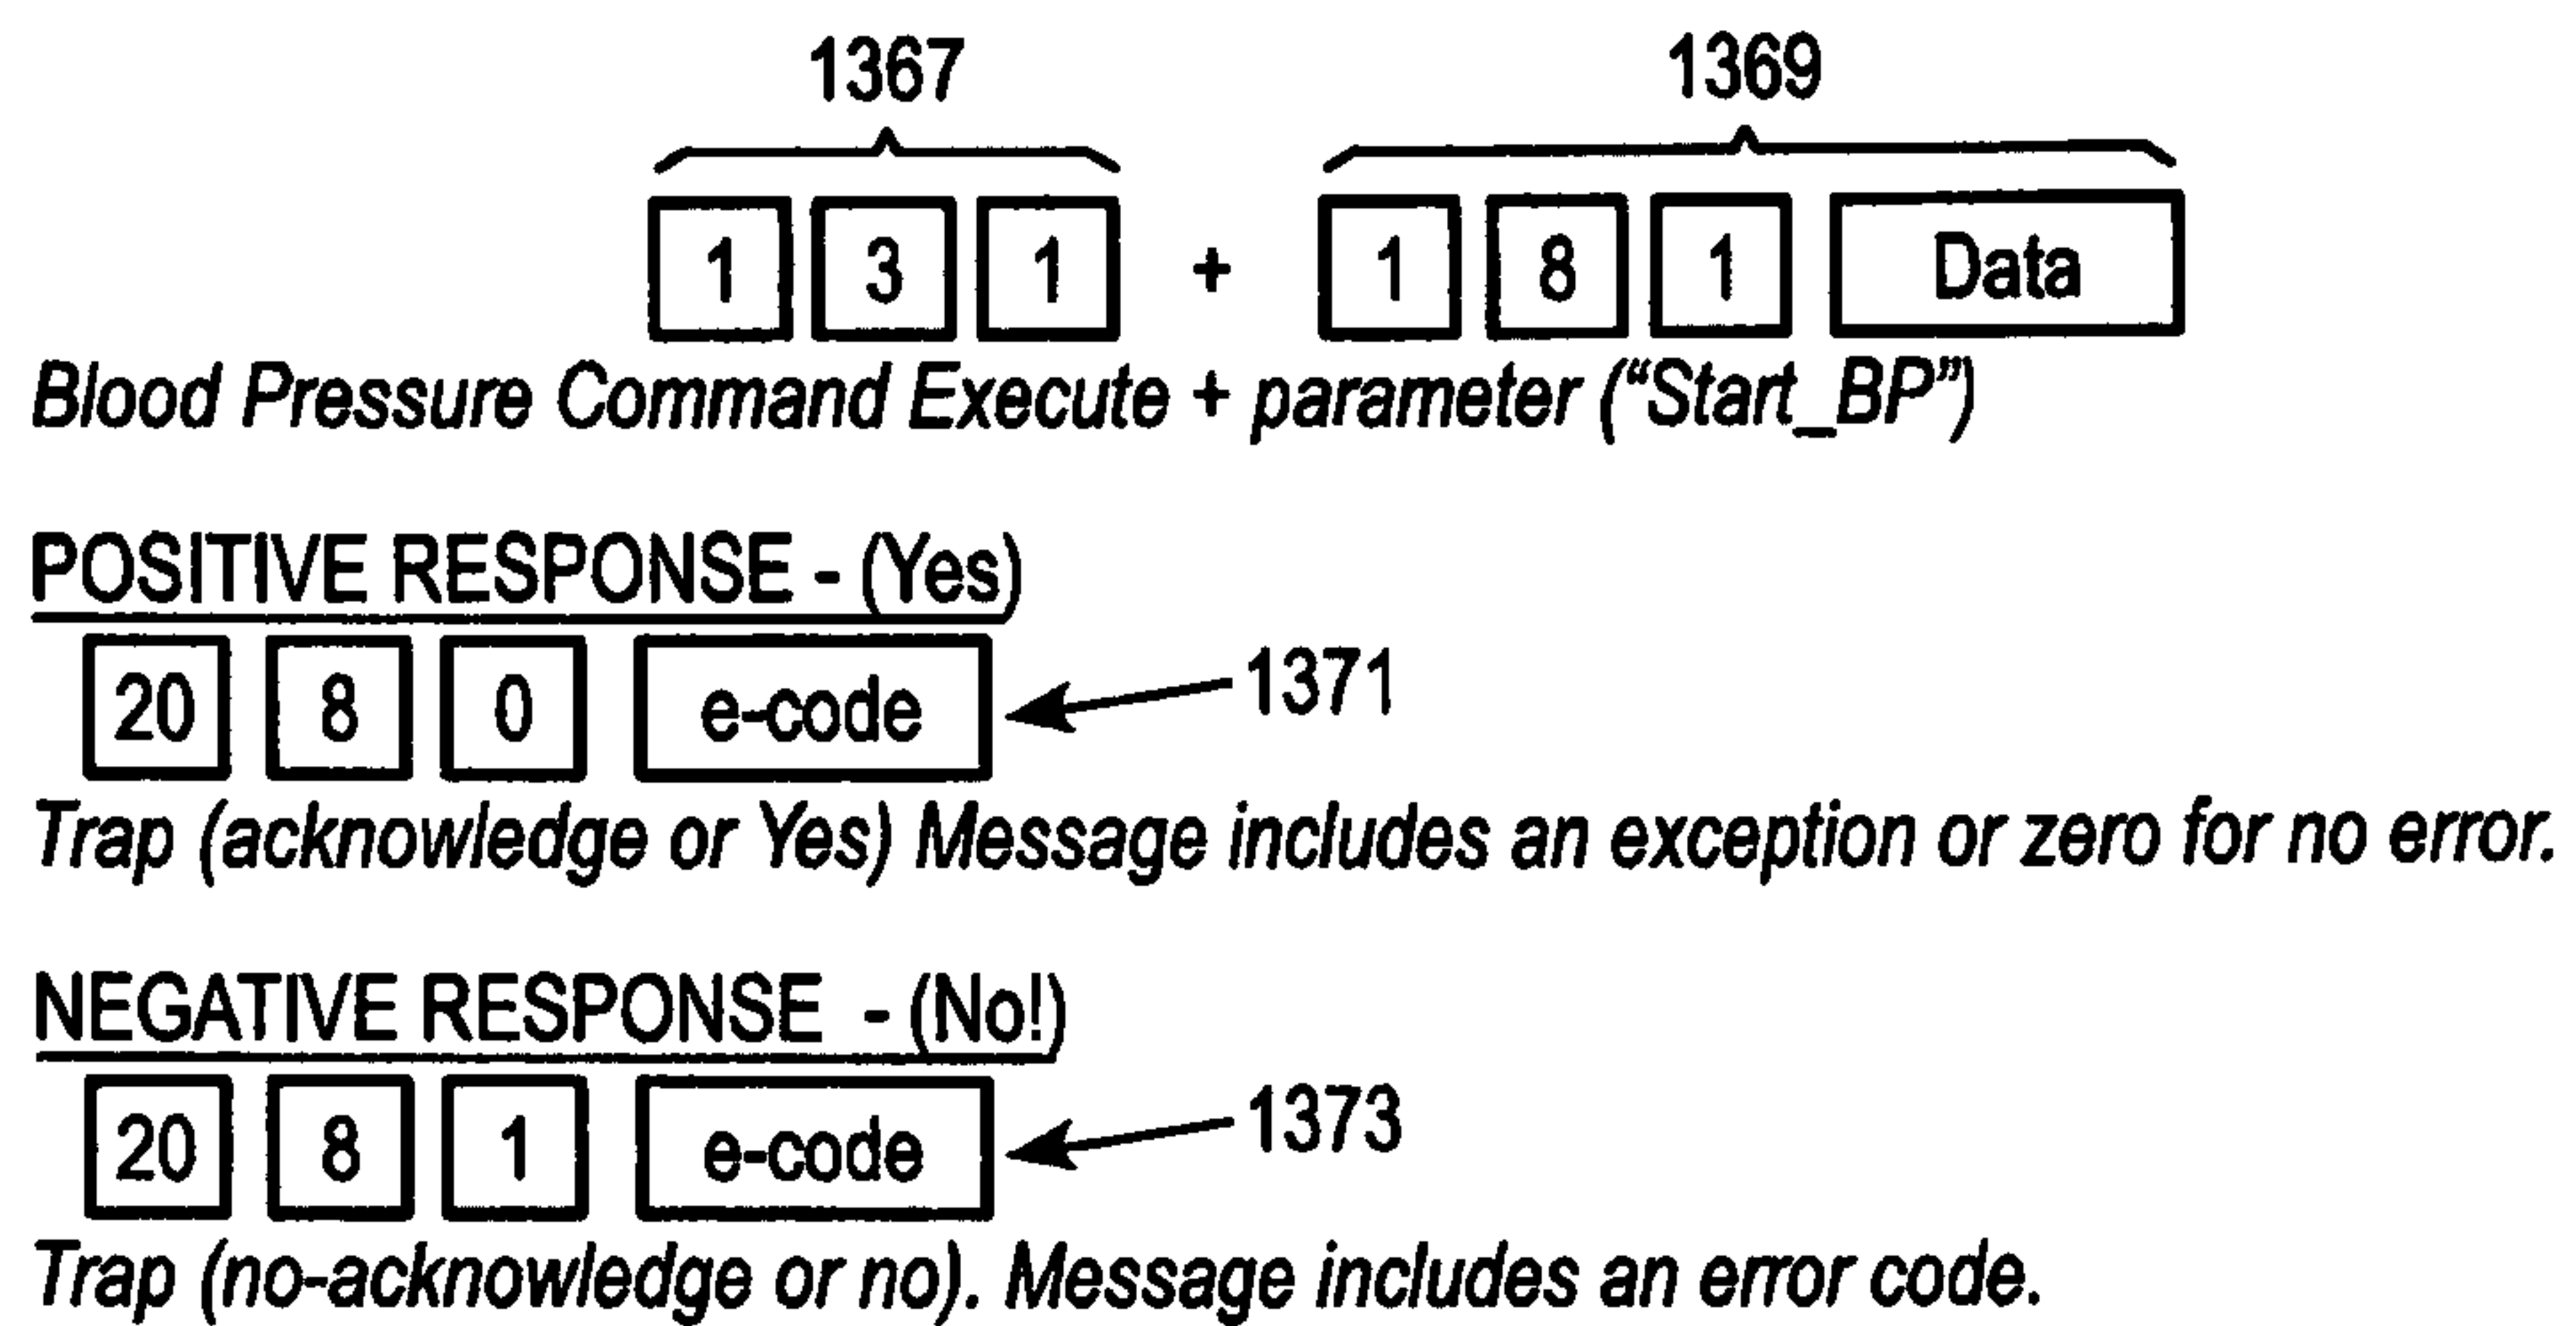 1367 1369
1 3 1 + 1 8 1 Data
Blood Pressure Command Execute + parameter (“Start_BP”)
POSITIVE RESPONSE - (Yes)
20 8 0 e-code 1371
Trap (acknowledge or Yes) Message includes an exception or zero for no error.
NEGATIVE RESPONSE - (No!)
20 8 1 e-code 1373
Trap (no-acknowledge or no). Message includes an error code.